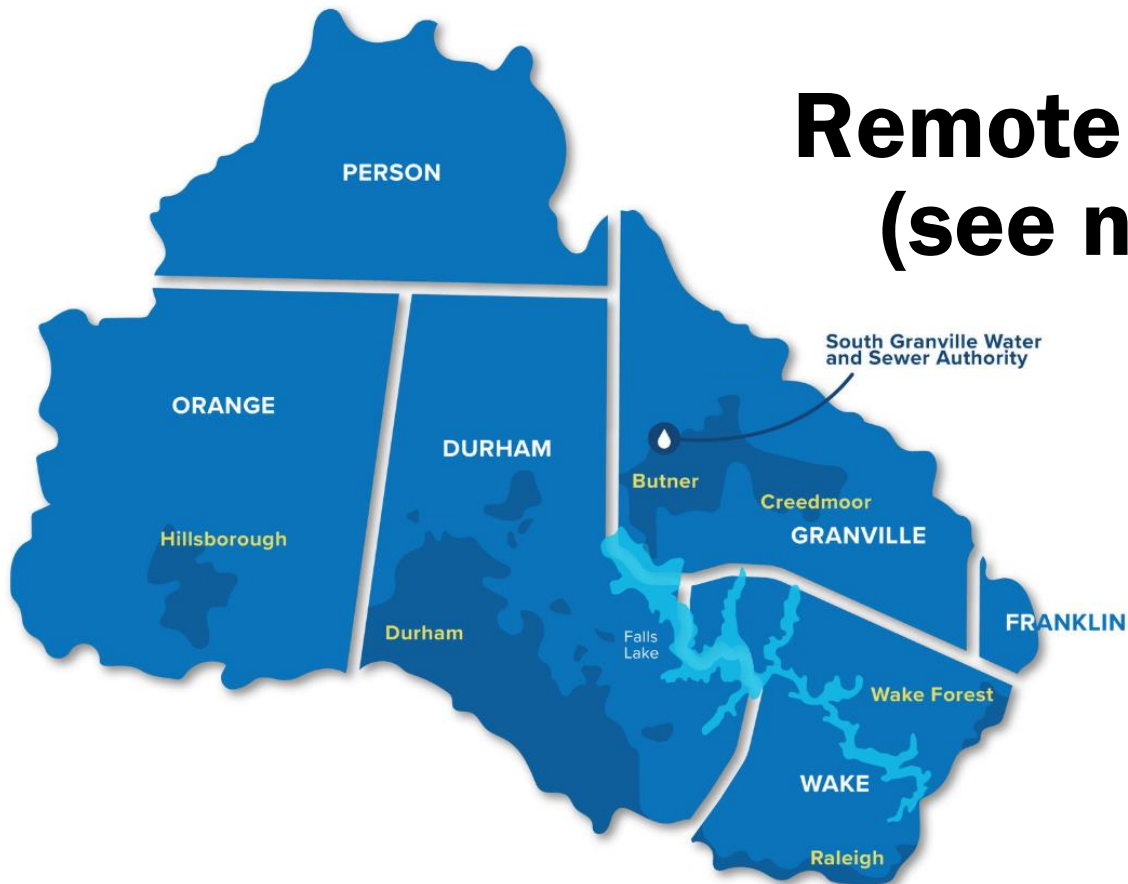 Remote
(see n
PERSON
South Granville Water
and Sewer Authority
ORANGE
DURHAM
Butner
Creedmoor
GRANVILLE
Hillsborough
FRANKLIN
Durham
Falls
Lake
Wake Forest
WAKE
Raleigh